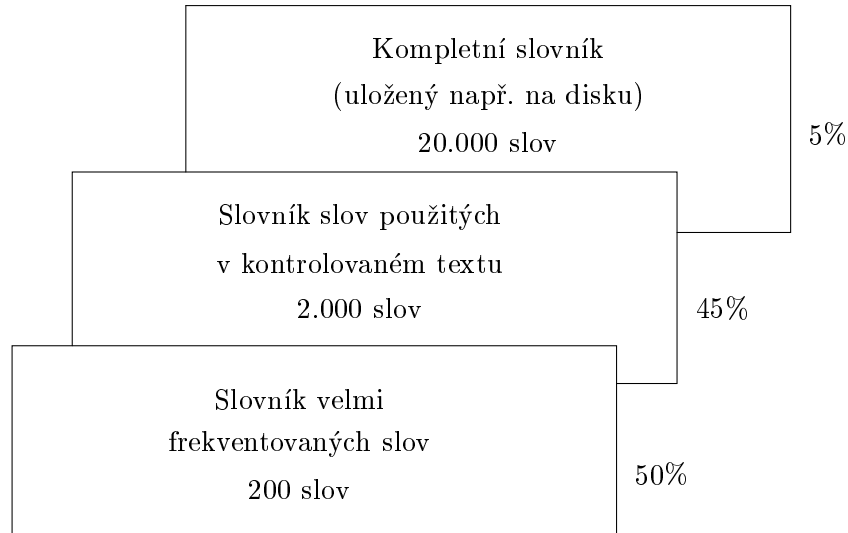 Kompletní slovník
(uložený např. na disku)
20.000 slov
5%
Slovník slov použitých
v kontrolovaném textu
2.000 slov
45%
Slovník velmi
frekventovaných slov
200 slov
50%